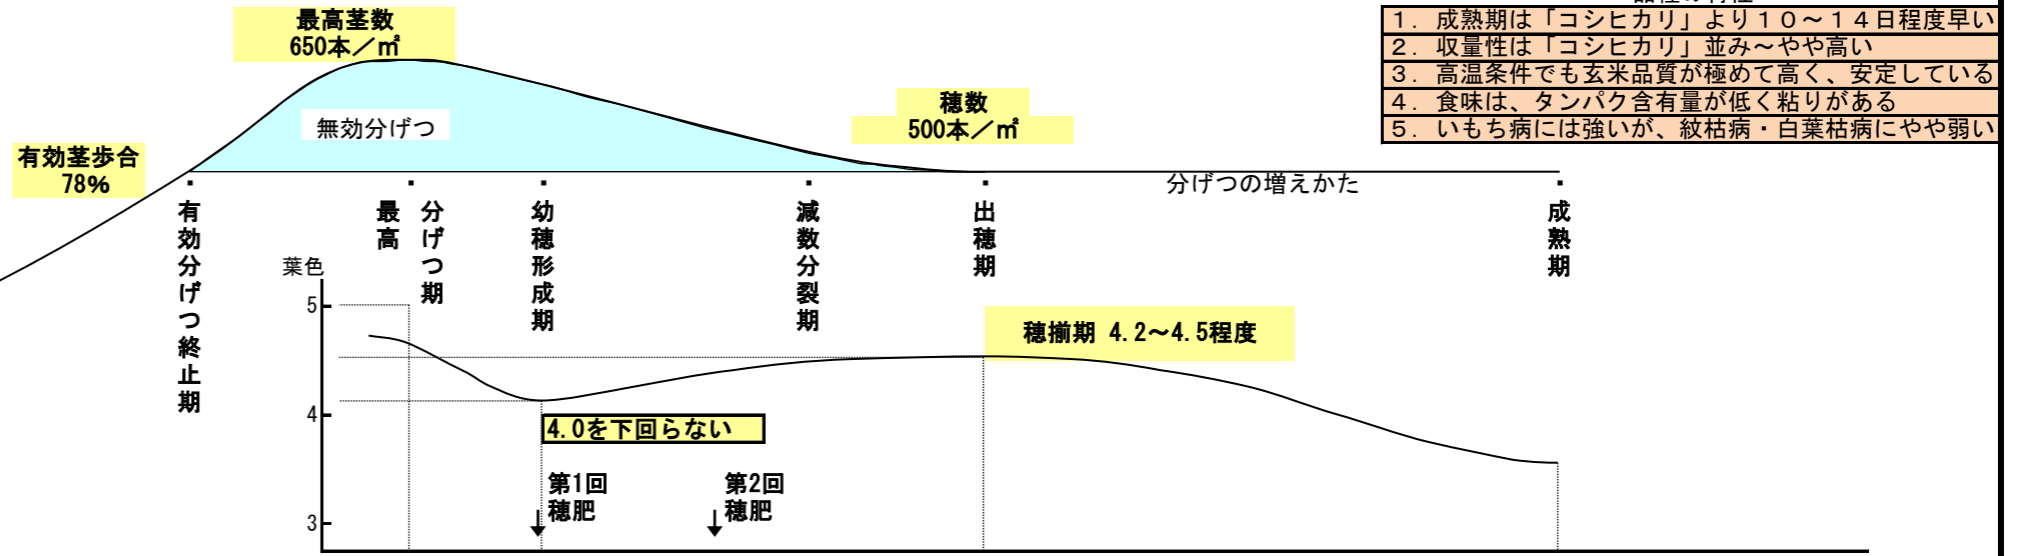 最高茎数
650本／㎡
1．成熟期は「コシヒカリ」より１０～１４日程度早い
2．収量性は「コシヒカリ」並み～やや高い
3．高温条件でも玄米品質が極めて高く、安定している
4．食味は、タンパク含有量が低く粘りがある
5．いもち病には強いが、紋枯病・白葉枯病にやや弱い
穂数
500本／㎡
無効分げつ
有効茎歩合
78%
分げつの増えかた
有効分げつ終止期
最高
分げつ期
幼穂形成期
減数分裂期
出穂期
成熟期
葉色
5
穂揃期 4.2～4.5程度
4
4.0を下回らない
第1回
穂肥
第2回
穂肥
3